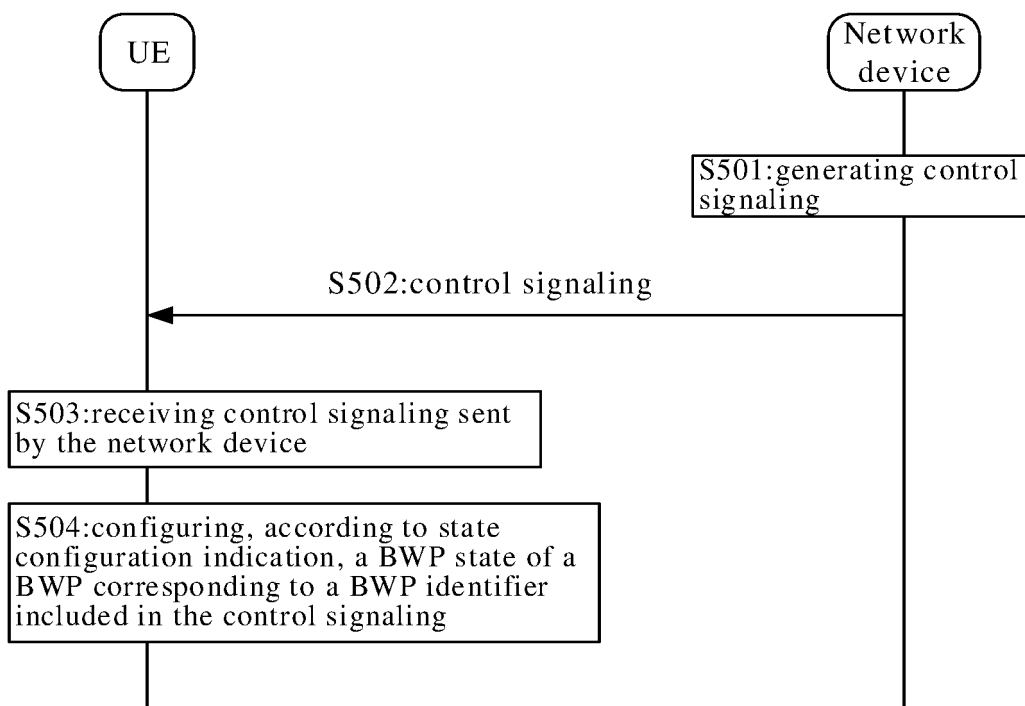 UE
Network
device
S501:generating control
signaling
S502:control signaling
S503:receiving control signaling sent
by the network device
S504:configuring, according to state
configuration indication, a BWP state of a
BWP corresponding to a BWP identifier
included in the control signaling